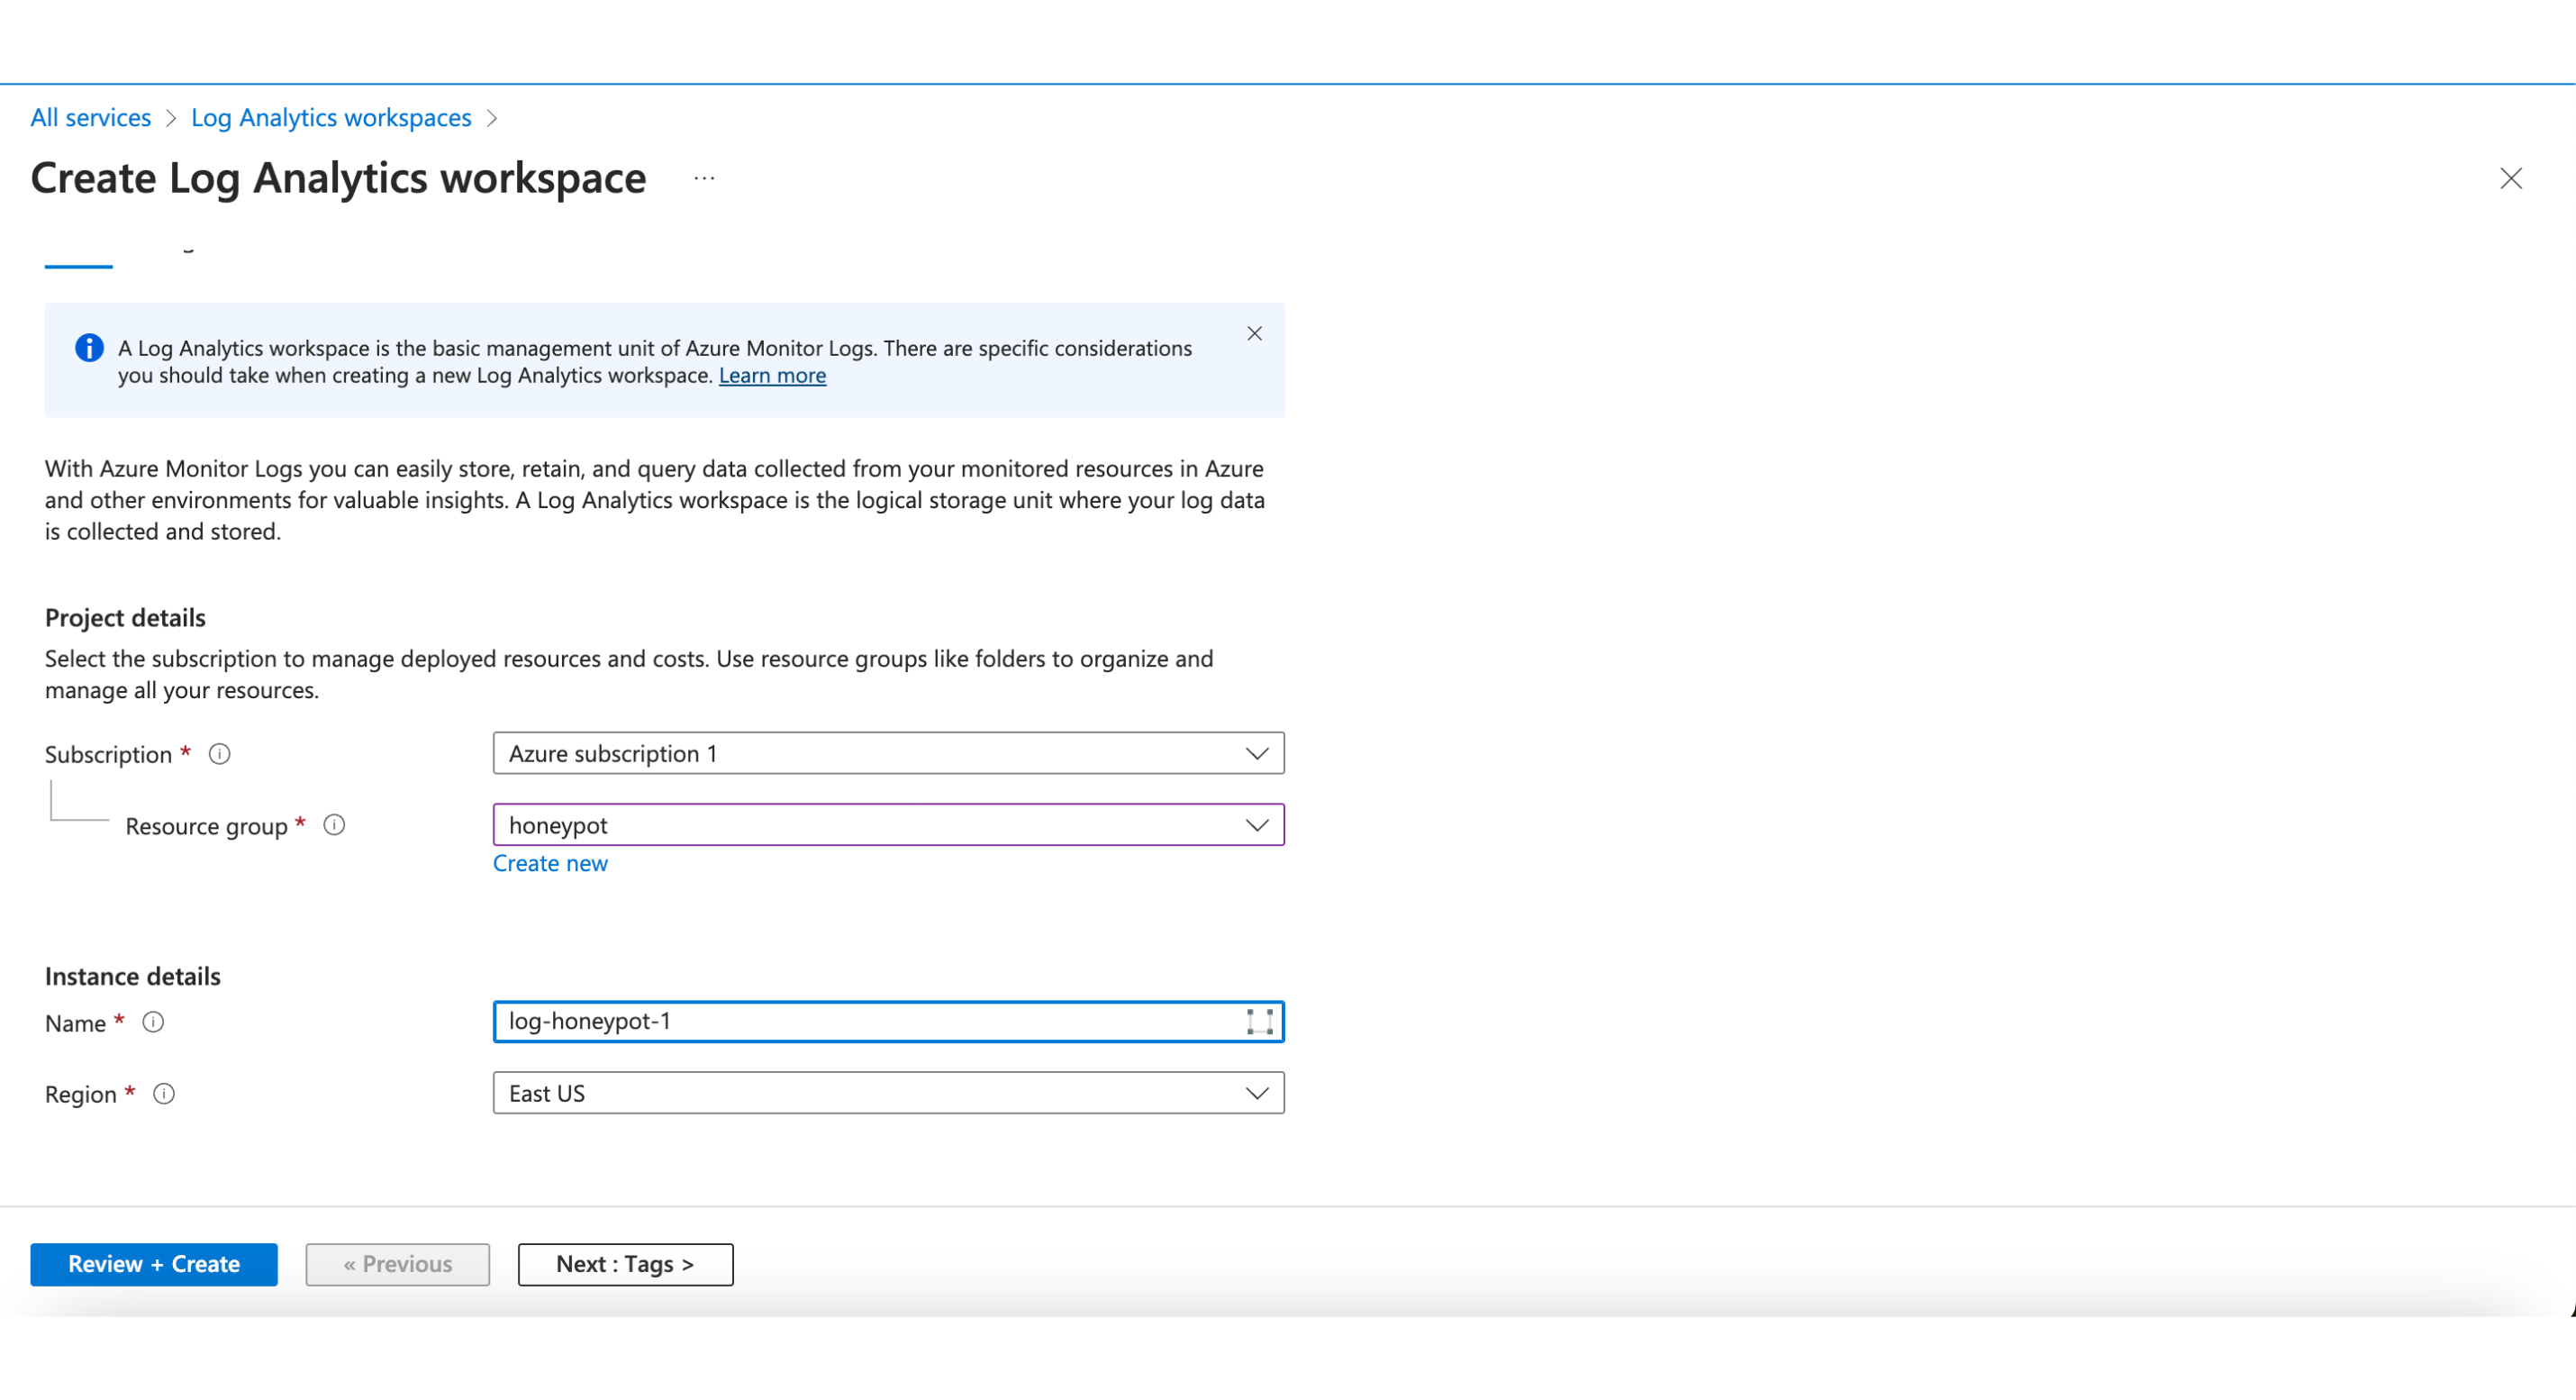 All services > Log Analytics workspaces >
Create Log Analytics workspace ...
A Log Analytics workspace is the basic management unit of Azure Monitor Logs. There are specific considerations
you should take when creating a new Log Analytics workspace. Learn more
With Azure Monitor Logs you can easily store, retain, and query data collected from your monitored resources in Azure
and other environments for valuable insights. A Log Analytics workspace is the logical storage unit where your log data
is collected and stored.
Project details
Select the subscription to manage deployed resources and costs. Use resource groups like folders to organize and
manage all your resources.
Subscription * Azure subscription 1
Resource group * honeypot
Create new
Instance details
Name * log-honeypot-1
Region * East US
Review + Create « Previous Next : Tags >